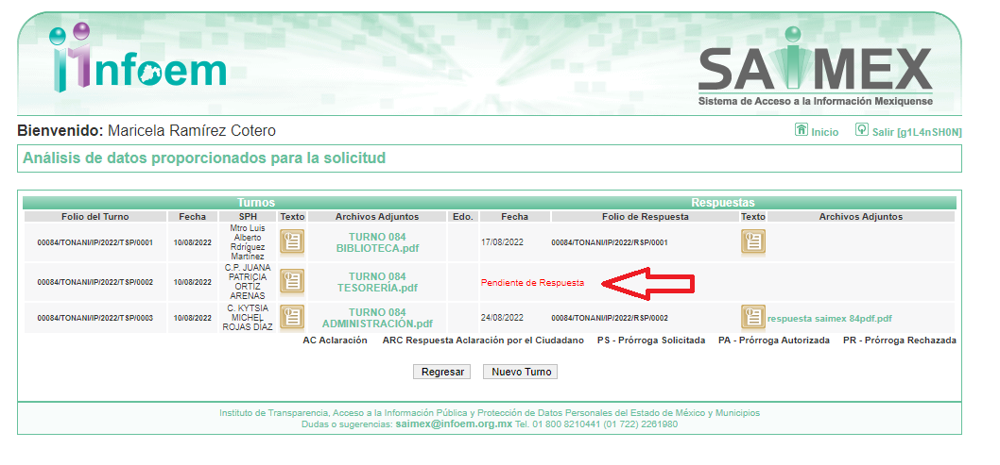 infoem
SAIMEX
Sistema de Acceso a la Información Mexiquense
Bienvenido: Maricela Ramírez Cotero
Inicio Salir [g1L4nSH0N]
Análisis de datos proporcionados para la solicitud
Turnos Respuestas
Folio del Turno Fecha SPH Texto Archivos Adjuntos Edo. Fecha Folio de Respuesta Texto Archivos Adjuntos
00084/TONANI/IP/2022/TSP/0001 10/08/2022 Mtro Luis Alberto Rdríguez Martínez TURNO 084 BIBLIOTECA.pdf 17/08/2022 00084/TONANI/IP/2022/RSP/0001
00084/TONANI/IP/2022/TSP/0002 10/08/2022 C.P. JUANA PATRICIA ORTÍZ ARENAS TURNO 084 TESORERÍA.pdf Pendiente de Respuesta
00084/TONANI/IP/2022/TSP/0003 10/08/2022 C. KYTSIA MICHEL ROJAS DÍAZ TURNO 084 ADMINISTRACIÓN.pdf 24/08/2022 00084/TONANI/IP/2022/RSP/0002 respuesta saimex 84pdf.pdf
AC Aclaración ARC Respuesta Aclaración por el Ciudadano PS - Prórroga Solicitada PA - Prórroga Autorizada PR - Prórroga Rechazada
Regresar Nuevo Turno
Instituto de Transparencia, Acceso a la Información Pública y Protección de Datos Personales del Estado de México y Municipios
Dudas o sugerencias: saimex@infoem.org.mx Tel. 01 800 8210441 (01 722) 2261980